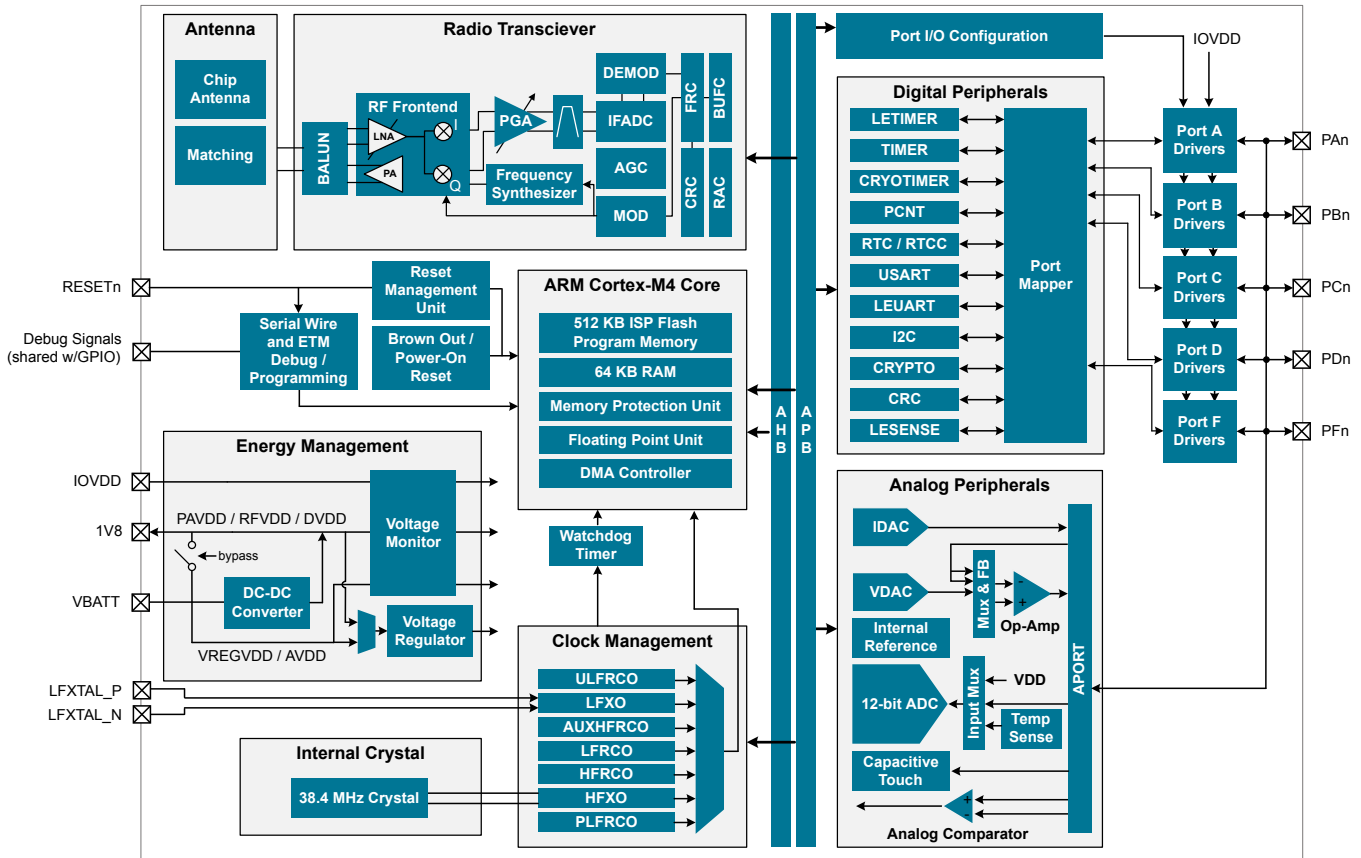 Antenna
Chip
Antenna
Matching
Radio Transciever
BALUN
RF Frontend
LNA
PA
I
Q
PGA
Frequency
Synthesizer
DEMOD
IFADC
AGC
MOD
FRC
BUFC
CRC
RAC
Port I/O Configuration
IOVDD
Digital Peripherals
LETIMER
TIMER
CRYOTIMER
PCNT
RTC / RTCC
USART
LEUART
I2C
CRYPTO
CRC
LESENSE
Port
Mapper
Port A
Drivers
Port B
Drivers
Port C
Drivers
Port D
Drivers
Port F
Drivers
PAn
PBn
PCn
PDn
PFn
RESETn
Debug Signals
(shared w/GPIO)
Reset
Management
Unit
Serial Wire
and ETM
Debug /
Programming
Brown Out /
Power-On
Reset
ARM Cortex-M4 Core
512 KB ISP Flash
Program Memory
64 KB RAM
Memory Protection Unit
Floating Point Unit
DMA Controller
AHB
APB
Energy Management
IOVDD
1V8
VBATT
PAVDD / RFVDD / DVDD
bypass
DC-DC
Converter
Voltage
Monitor
Voltage
Regulator
VREGVDD / AVDD
Watchdog
Timer
LFXTAL_P
LFXTAL_N
Clock Management
ULFRCO
LFXO
AUXHFRCO
LFRCO
HFRCO
HFXO
PLFRCO
Internal Crystal
38.4 MHz Crystal
Analog Peripherals
IDAC
VDAC
Mux & FB
-
+
Op-Amp
Internal
Reference
12-bit ADC
Input Mux
VDD
Temp
Sense
Capacitive
Touch
+
-
Analog Comparator
APORT